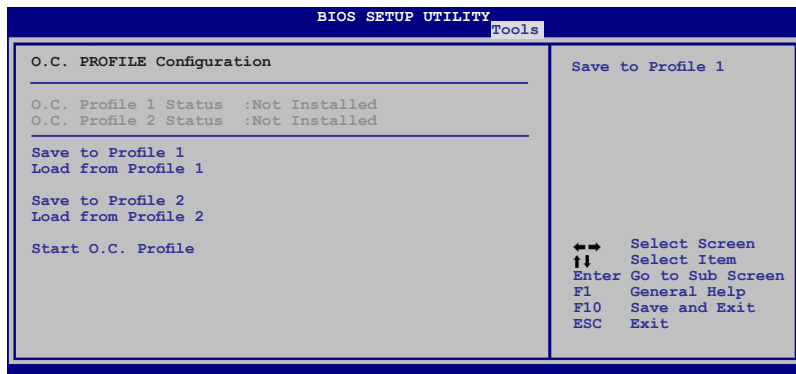 BIOS SETUP UTILITY
Tools
O.C. PROFILE Configuration
O.C. Profile 1 Status :Not Installed
O.C. Profile 2 Status :Not Installed
Save to Profile 1
Load from Profile 1
Save to Profile 2
Load from Profile 2
Start O.C. Profile
Save to Profile 1
Select Screen
Select Item
Enter Go to Sub Screen
F1 General Help
F10 Save and Exit
ESC Exit